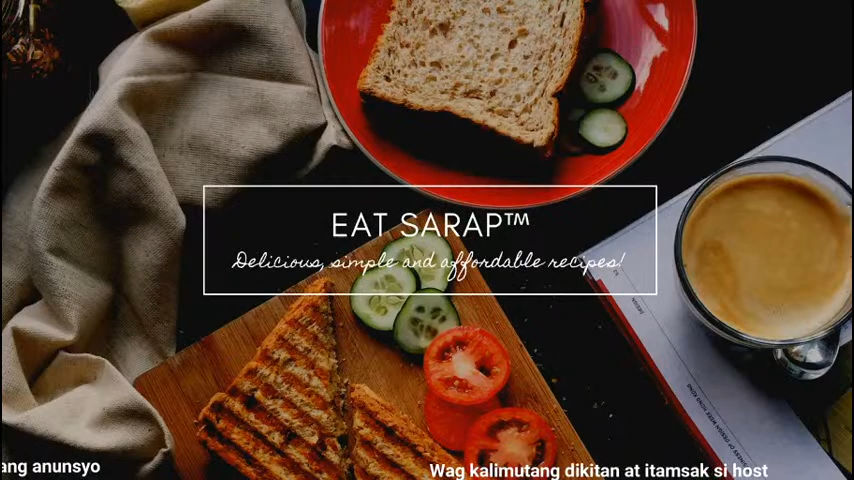 EAT SARAP™
Delicious, simple and affordable recipes!
ang anunsyo
Wag kalimutang dikitan at itamsak si host